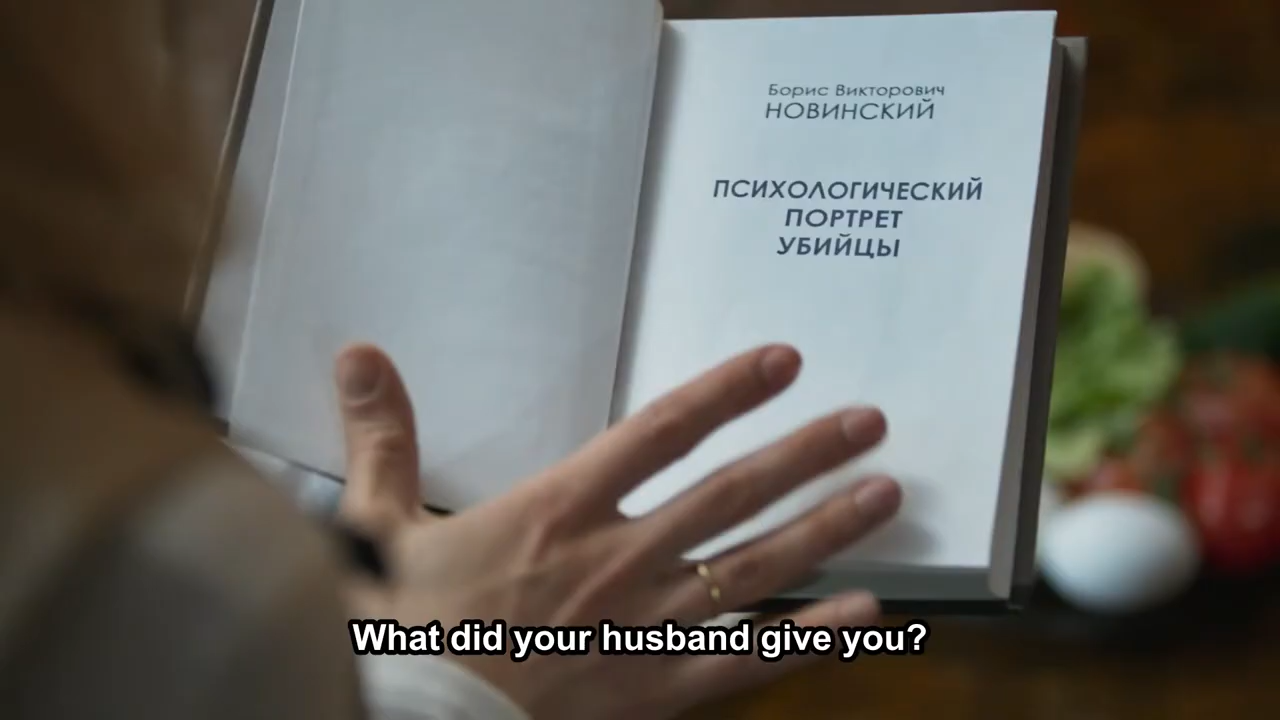 Борис Викторович
НОВИНСКИЙ
ПСИХОЛОГИЧЕСКИЙ
ПОРТРЕТ
УБИЙЦЫ
What did your husband give you?